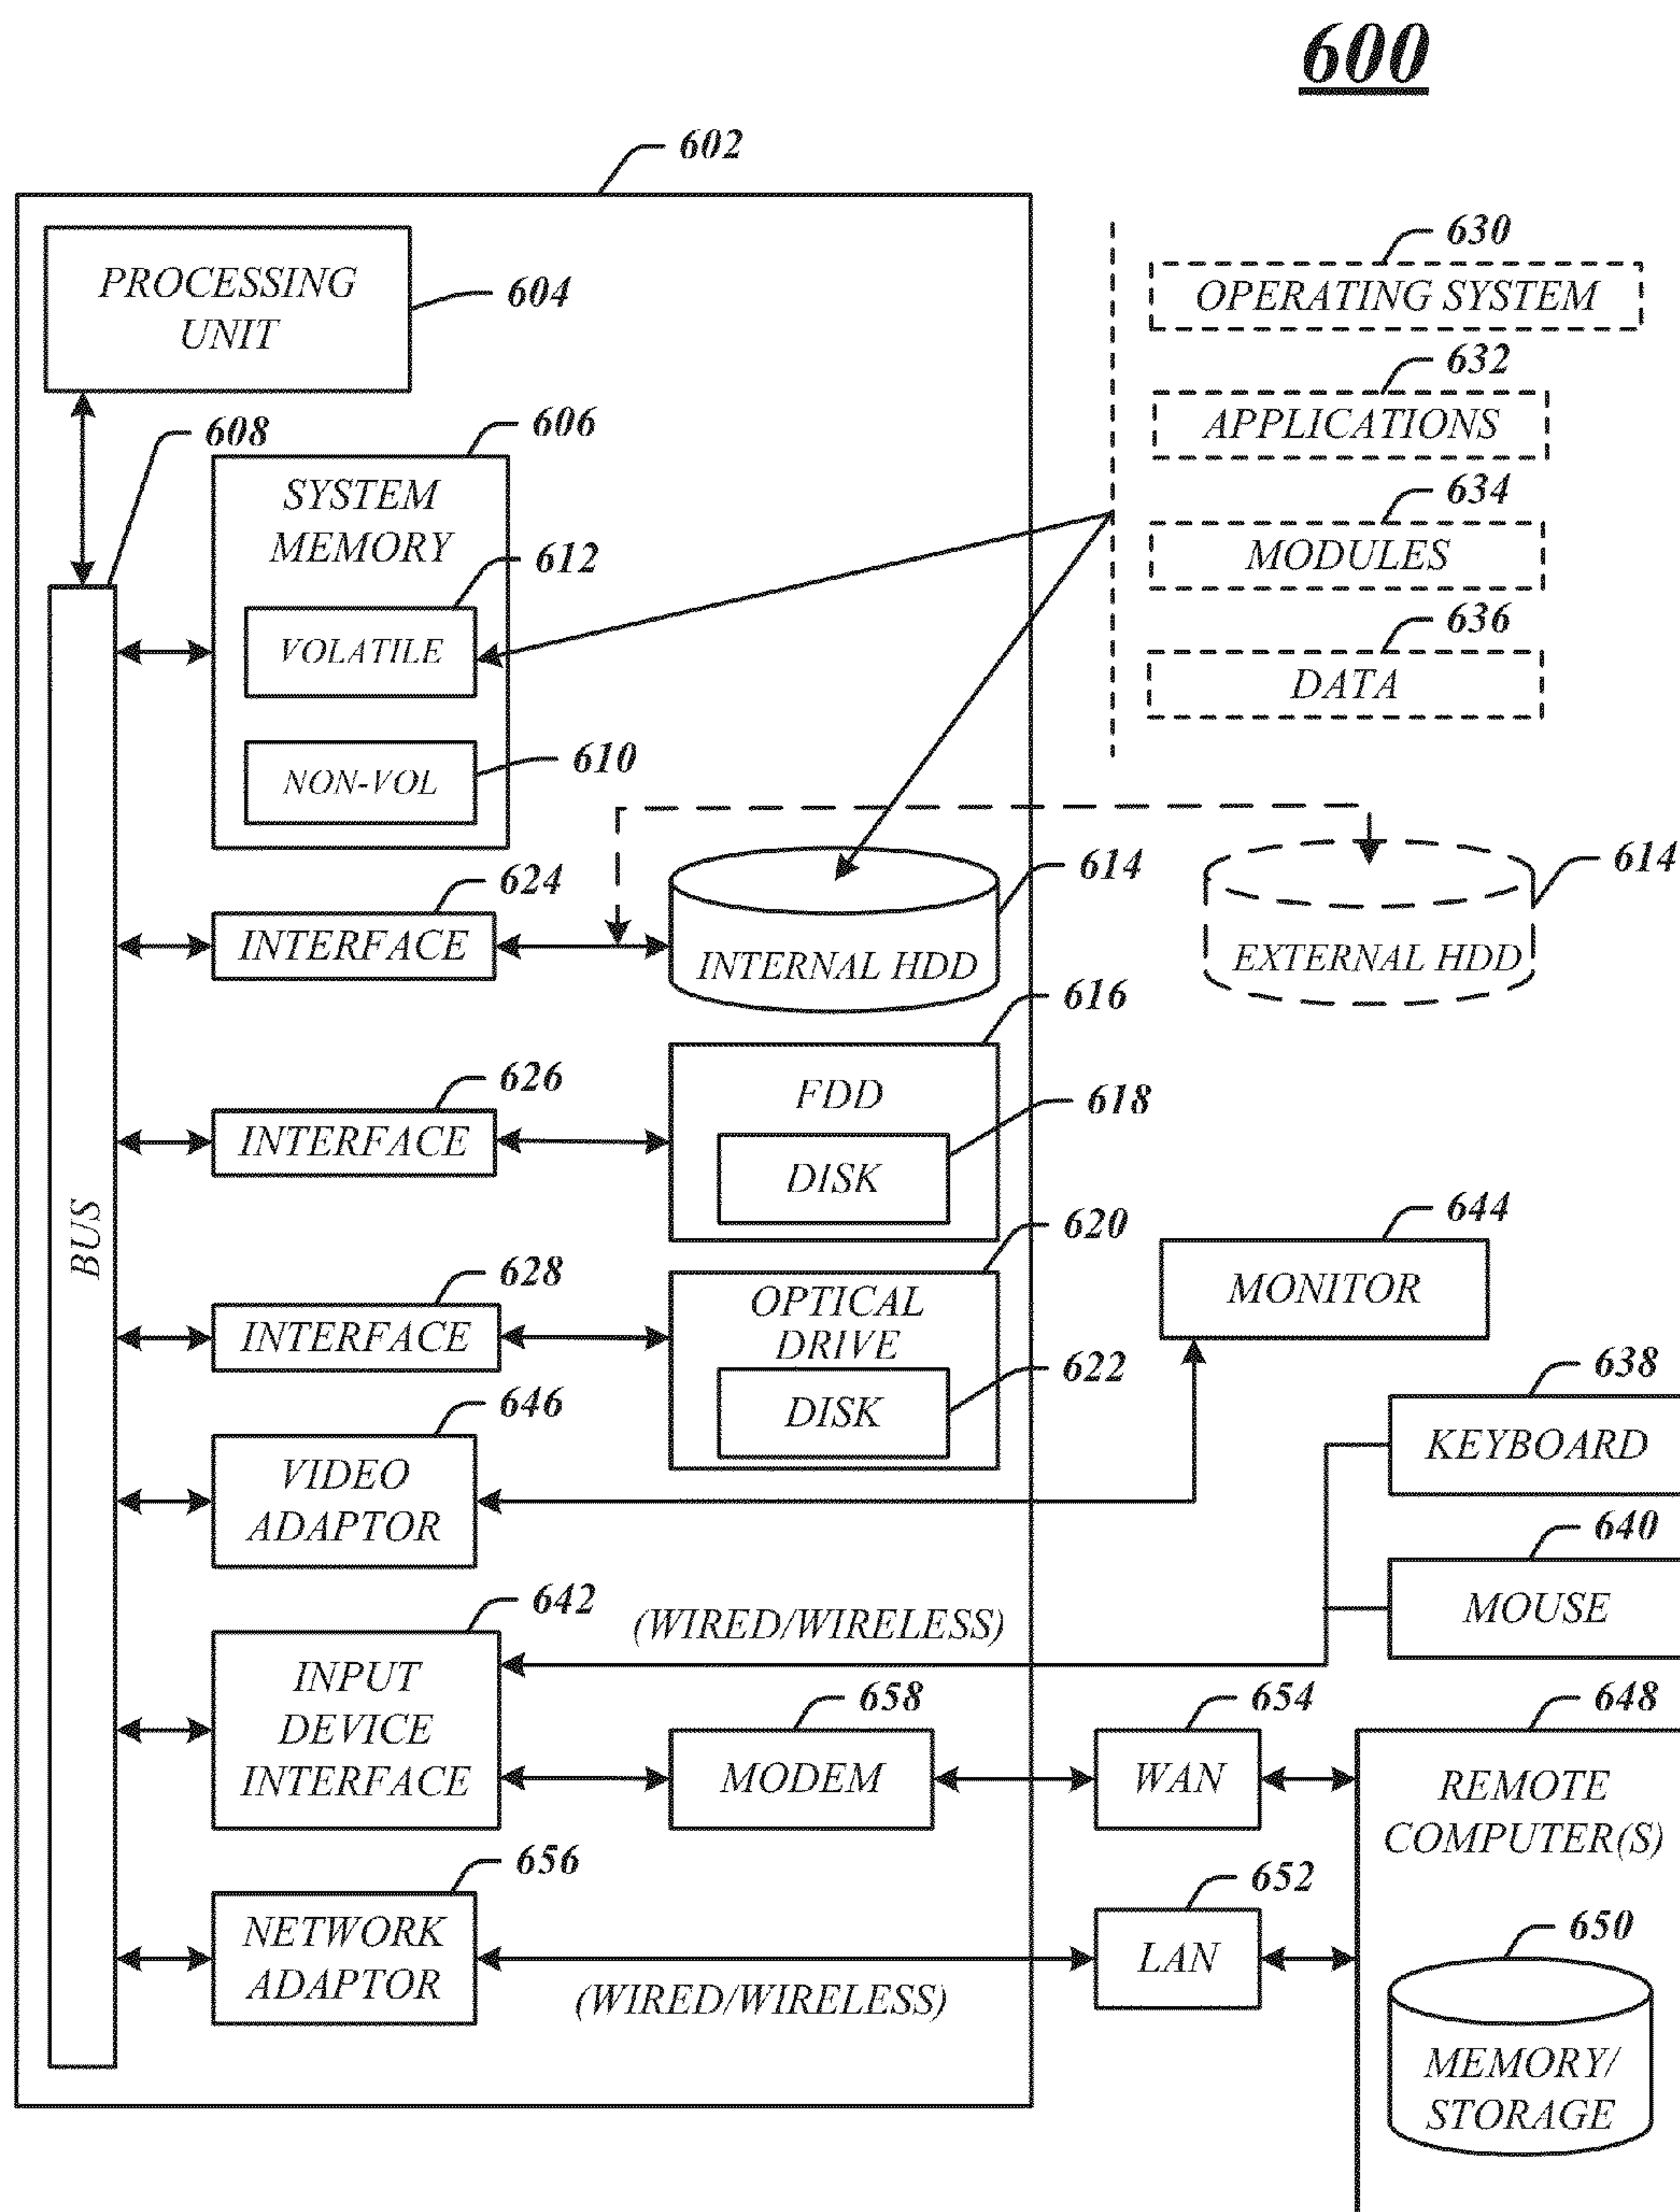 600
602
PROCESSING
UNIT
604
630
OPERATING SYSTEM
632
APPLICATIONS
634
MODULES
636
DATA
608
606
SYSTEM
MEMORY
612
VOLATILE
610
NON-VOL
BUS
624
INTERFACE
614
INTERNAL HDD
614
EXTERNAL HDD
626
INTERFACE
616
FDD
618
DISK
628
INTERFACE
620
OPTICAL
DRIVE
622
DISK
644
MONITOR
646
VIDEO
ADAPTOR
638
KEYBOARD
640
MOUSE
642
INPUT
DEVICE
INTERFACE
(WIRED/WIRELESS)
658
MODEM
654
WAN
648
REMOTE
COMPUTER(S)
656
NETWORK
ADAPTOR
(WIRED/WIRELESS)
652
LAN
650
MEMORY/
STORAGE